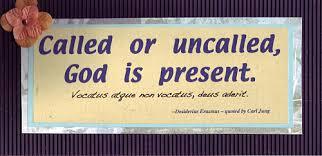 Called or uncalled,
God is present.
Vocatus atque non vocatus, deus aderit.
–Desiderius Erasmus – quoted by Carl Jung